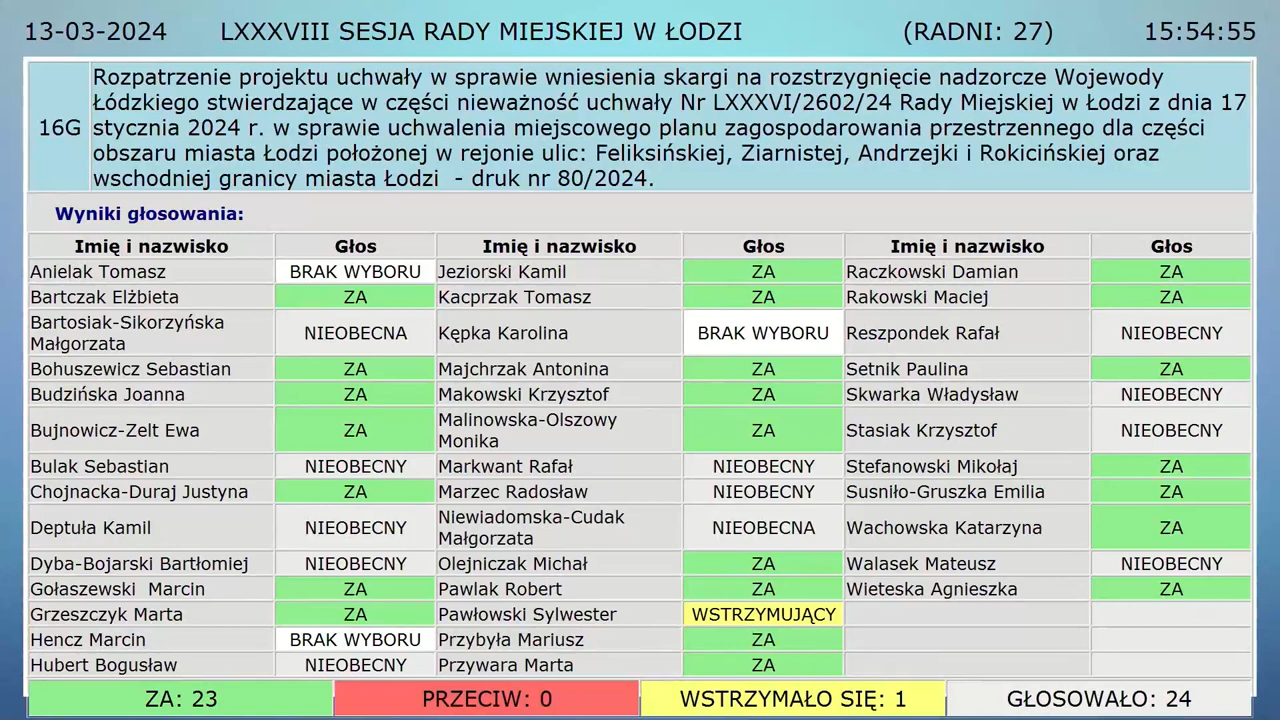 13-03-2024 LXXXVIII SESJA RADY MIEJSKIEJ W ŁODZI (RADNI: 27) 15:54:55
Rozpatrzenie projektu uchwały w sprawie wniesienia skargi na rozstrzygnięcie nadzorcze Wojewody
Łódzkiego stwierdzające w części nieważność uchwały Nr LXXXVI/2602/24 Rady Miejskiej w Łodzi z dnia 17
16G stycznia 2024 r. w sprawie uchwalenia miejscowego planu zagospodarowania przestrzennego dla części
obszaru miasta Łodzi położonej w rejonie ulic: Feliksińskiej, Ziarnistej, Andrzejki i Rokicińskiej oraz
wschodniej granicy miasta Łodzi - druk nr 80/2024.
Wyniki głosowania:
Imię i nazwisko Głos Imię i nazwisko Głos Imię i nazwisko Głos
Anielak Tomasz BRAK WYBORU Jeziorski Kamil ZA Raczkowski Damian ZA
Bartczak Elżbieta ZA Kacprzak Tomasz ZA Rakowski Maciej ZA
Bartosiak-Sikorzyńska
Małgorzata NIEOBECNA Kępka Karolina BRAK WYBORU Reszpondek Rafał NIEOBECNY
Bohuszewicz Sebastian ZA Majchrzak Antonina ZA Setnik Paulina ZA
Budzińska Joanna ZA Makowski Krzysztof ZA Skwarka Władysław NIEOBECNY
Bujnowicz-Zelt Ewa ZA Malinowska-Olszowy
Monika ZA Stasiak Krzysztof NIEOBECNY
Bulak Sebastian NIEOBECNY Markwant Rafał NIEOBECNY Stefanowski Mikołaj ZA
Chojnacka-Duraj Justyna ZA Marzec Radosław NIEOBECNY Susniło-Gruszka Emilia ZA
Deptuła Kamil NIEOBECNY Niewiadomska-Cudak
Małgorzata NIEOBECNA Wachowska Katarzyna ZA
Dyba-Bojarski Bartłomiej NIEOBECNY Olejniczak Michał ZA Walasek Mateusz NIEOBECNY
Gołaszewski Marcin ZA Pawlak Robert ZA Wieteska Agnieszka ZA
Grzeszczyk Marta ZA Pawłowski Sylwester WSTRZYMUJĄCY
Hencz Marcin BRAK WYBORU Przybyła Mariusz ZA
Hubert Bogusław NIEOBECNY Przywara Marta ZA
ZA: 23 PRZECIW: 0 WSTRZYMAŁO SIĘ: 1 GŁOSOWAŁO: 24